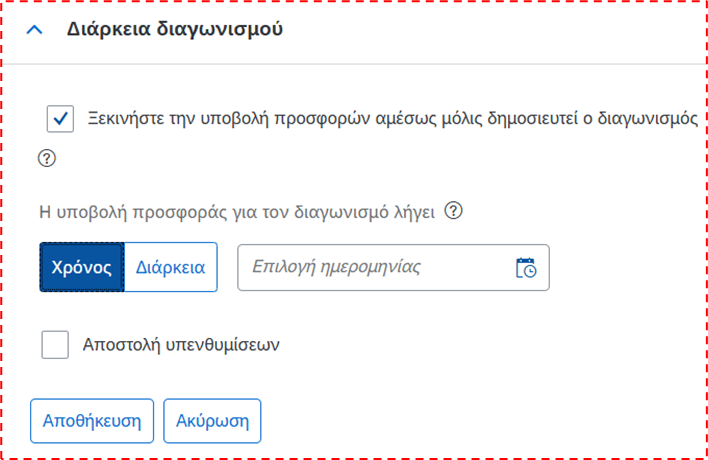 Διάρκεια διαγωνισμού
Ξεκινήστε την υποβολή προσφορών αμέσως μόλις δημοσιευτεί ο διαγωνισμός
?
Η υποβολή προσφοράς για τον διαγωνισμό λήγει ?
Χρόνος Διάρκεια Επιλογή ημερομηνίας
Αποστολή υπενθυμίσεων
Αποθήκευση Ακύρωση